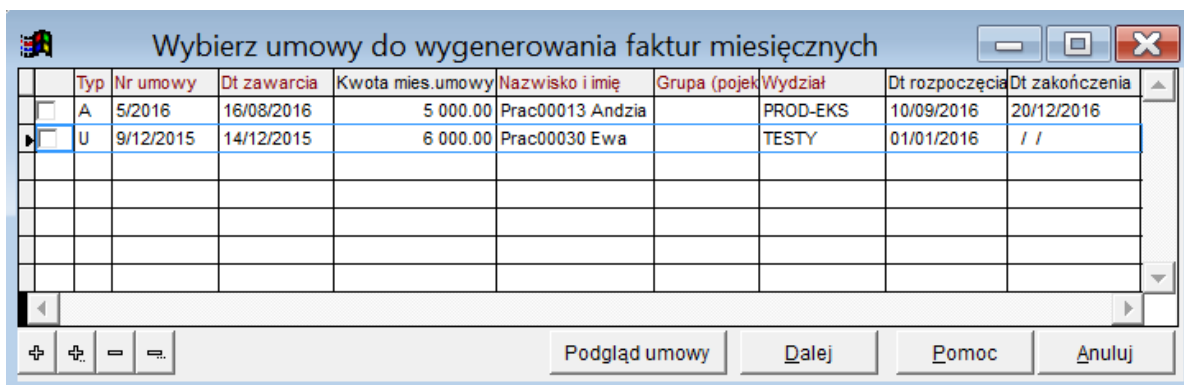 Wybierz umowy do wygenerowania faktur miesięcznych
Typ Nr umowy Dt zawarcia Kwota mies.umowy Nazwisko i imię Grupa (pojek Wydział Dt rozpoczęcia Dt zakończenia
A 5/2016 16/08/2016 5 000.00 Prac00013 Andzia PROD-EKS 10/09/2016 20/12/2016
U 9/12/2015 14/12/2015 6 000.00 Prac00030 Ewa TESTY 01/01/2016 / /
Podgląd umowy Dalej Pomoc Anuluj